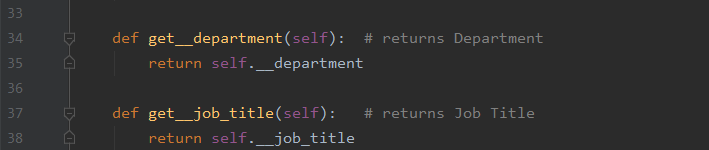 33
34 def get__department(self):  # returns Department
35 return self.__department
36
37 def get__job_title(self):   # returns Job Title
38 return self.__job_title